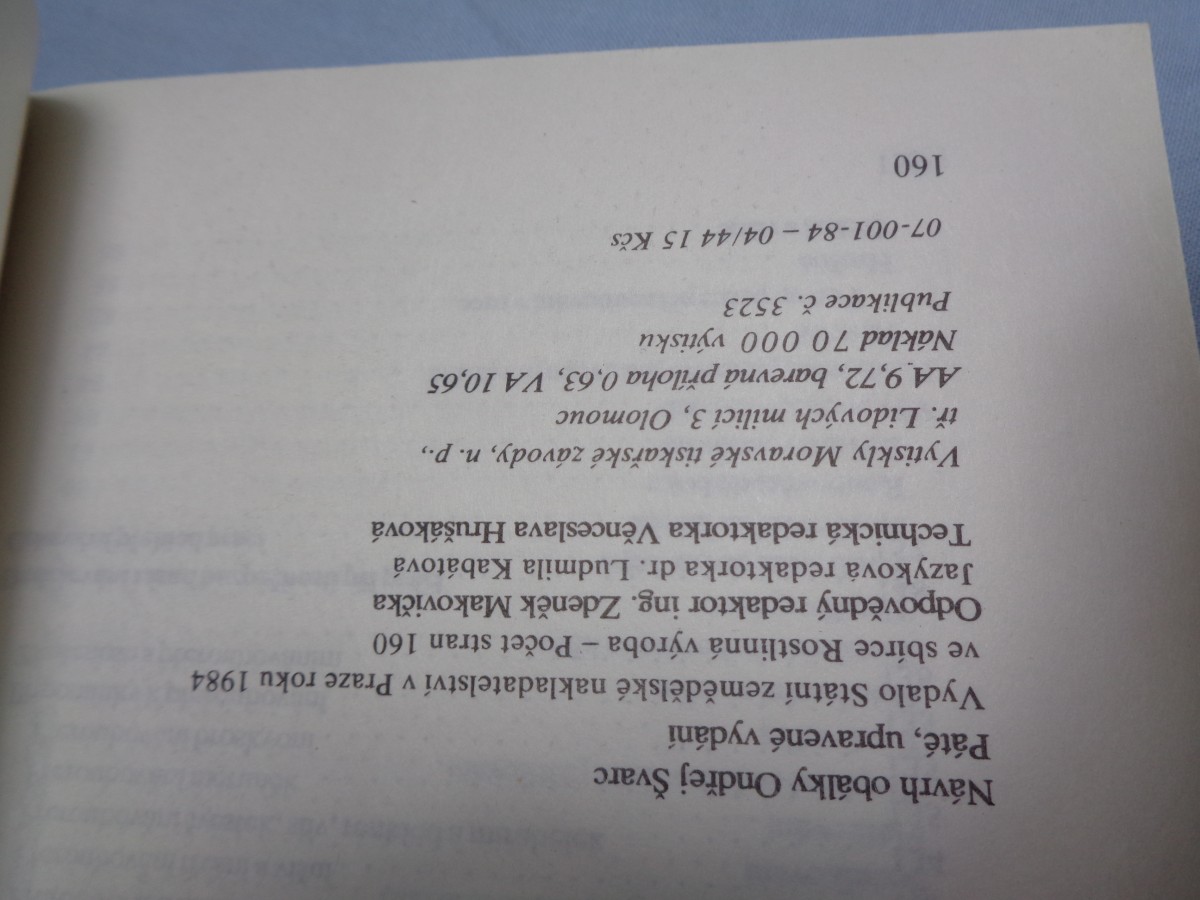 Návrh obálky Ondřej Švarc
Páté, upravené vydání
Vydalo Státní zemědělské nakladatelství v Praze roku 1984
ve sbírce Rostlinná výroba – Počet stran 160
Odpovědný redaktor ing. Zdeněk Makovička
Jazyková redaktorka dr. Ludmila Kabátová
Technická redaktorka Věnceslava Hrušáková
Vytiskly Moravské tiskařské závody, n. p.,
tř. Lidových milicí 3, Olomouc
AA 9,72, barevná příloha 0,63, VA 10,65
Náklad 70 000 výtisků
Publikace č. 3523
07-001-84 – 04/44 15 Kčs
160